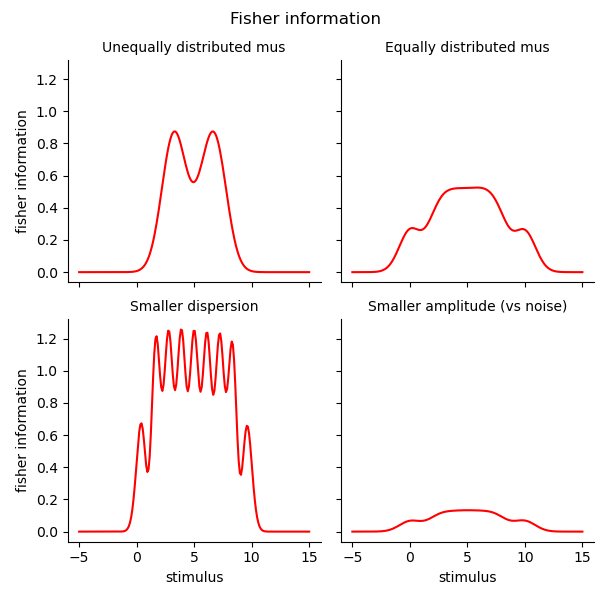 Fisher information
Unequally distributed mus
Equally distributed mus
fisher information
1.2
1.0
0.8
0.6
0.4
0.2
0.0
Smaller dispersion
Smaller amplitude (vs noise)
fisher information
1.2
1.0
0.8
0.6
0.4
0.2
0.0
−5 0 5 10 15
−5 0 5 10 15
stimulus
stimulus